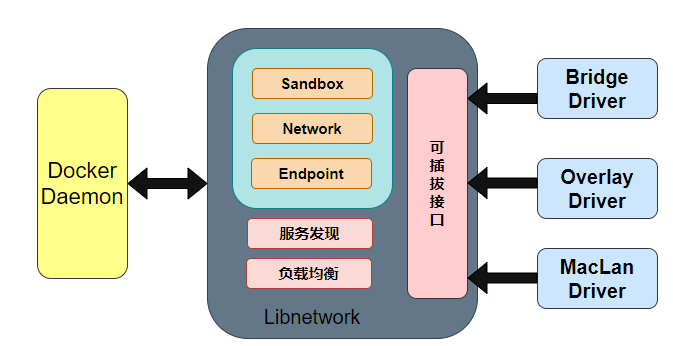 Docker
Daemon
Sandbox
Network
Endpoint
服务发现
负载均衡
Libnetwork
可
插
拔
接
口
Bridge
Driver
Overlay
Driver
MacLan
Driver